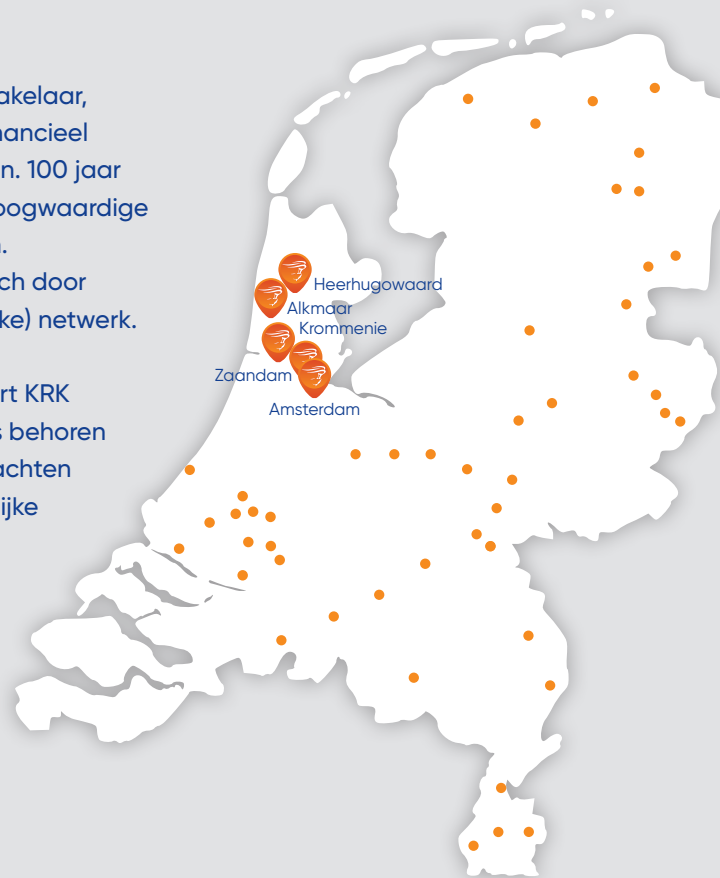 akelaar,
nancieel
n. 100 jaar
oogwaardige
.
ch door
ke) netwerk.
rt KRK
s behoren
achten
ijke
Heerhugowaard
Alkmaar
Krommenie
Zaandam
Amsterdam